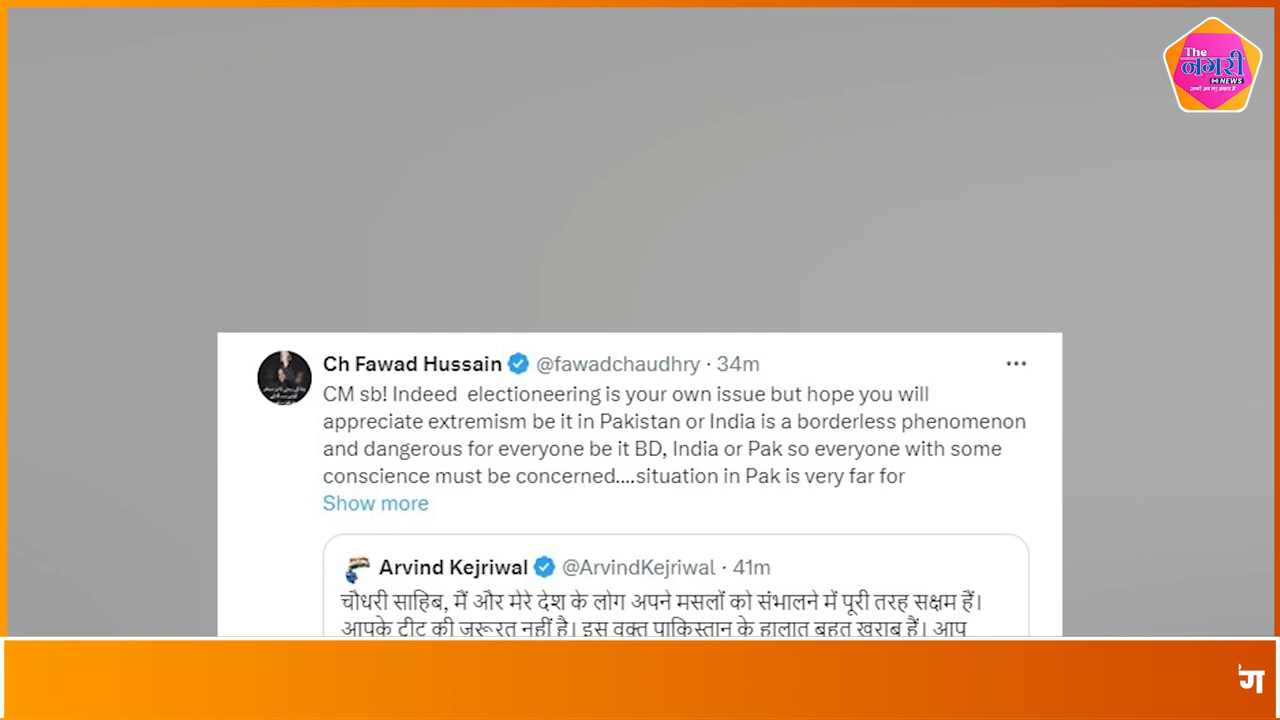 The
नगरी
NEWS
Ch Fawad Hussain @fawadchaudhry · 34m
CM sb! Indeed electioneering is your own issue but hope you will
appreciate extremism be it in Pakistan or India is a borderless phenomenon
and dangerous for everyone be it BD, India or Pak so everyone with some
conscience must be concerned....situation in Pak is very far for
Show more
Arvind Kejriwal @ArvindKejriwal · 41m
चौधरी साहिब, मैं और मेरे देश के लोग अपने मसलों को संभालने में पूरी तरह सक्षम हैं।
आपके ट्वीट की ज़रूरत नहीं है। इस वक्त पाकिस्तान के हालात बहुत ख़राब हैं। आप